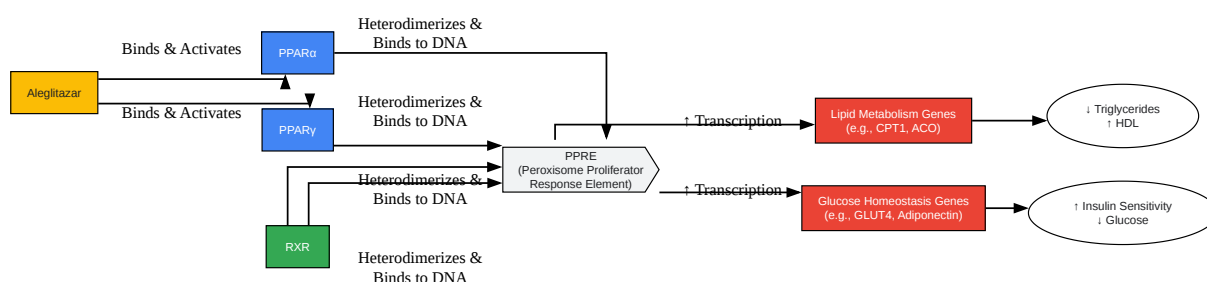 Heterodimerizes &
Binds to DNA
Binds & Activates
PPARα
Aleglitazar
Binds & Activates
Heterodimerizes &
Binds to DNA
PPARγ
↑ Transcription
Lipid Metabolism Genes
(e.g., CPT1, ACO)
↓ Triglycerides
↑ HDL
PPRE
(Peroxisome Proliferator
Response Element)
Heterodimerizes &
Binds to DNA
↑ Transcription
Glucose Homeostasis Genes
(e.g., GLUT4, Adiponectin)
↑ Insulin Sensitivity
↓ Glucose
RXR
Heterodimerizes &
Binds to DNA